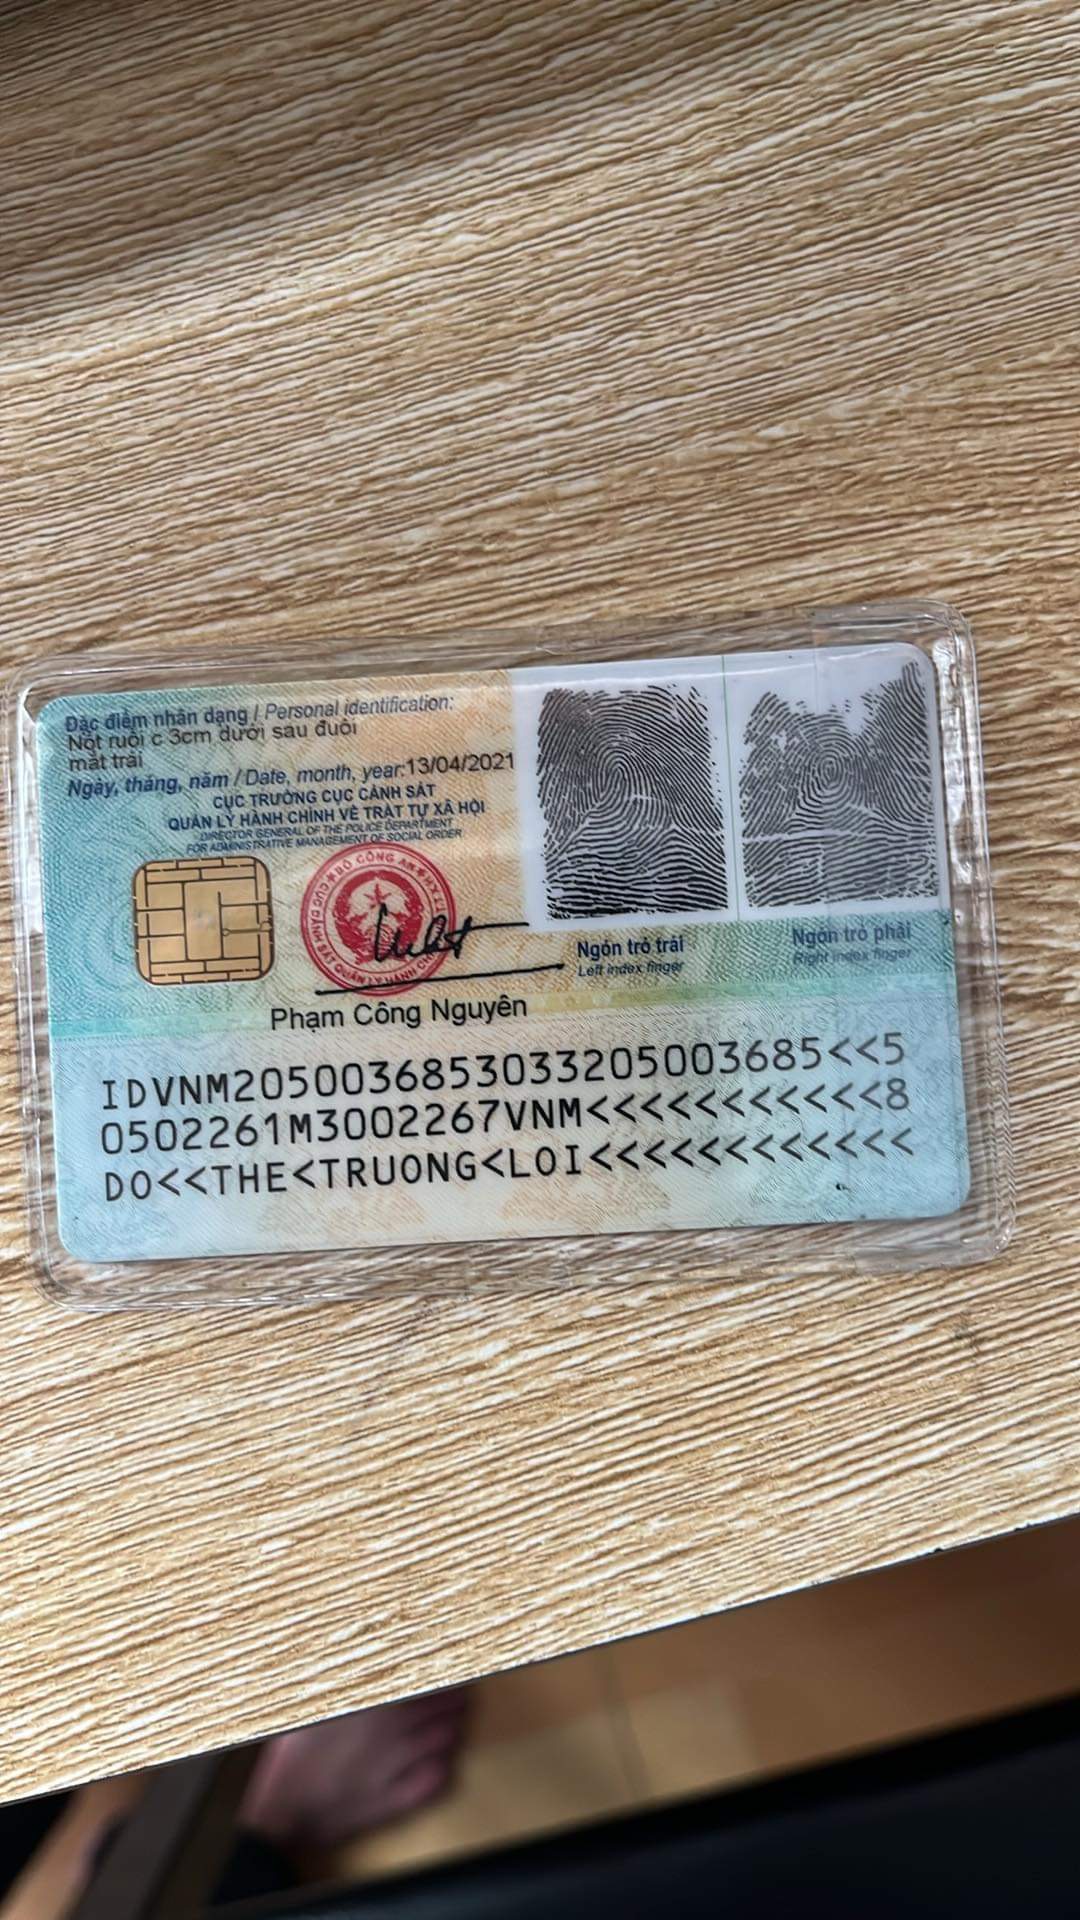 Đặc điểm nhân dạng / Personal identification:
Nốt ruồi c 3cm dưới sau đuôi
mắt trái
Ngày, tháng, năm / Date, month, year:13/04/2021
CỤC TRƯỞNG CỤC CẢNH SÁT
QUẢN LÝ HÀNH CHÍNH VỀ TRẬT TỰ XÃ HỘI
DIRECTOR GENERAL OF THE POLICE DEPARTMENT
FOR ADMINISTRATIVE MANAGEMENT OF SOCIAL ORDER
BỘ CÔNG AN
Ngón trỏ trái
Left index finger
Ngón trỏ phải
Right index finger
Phạm Công Nguyên
IDVNM2050036853033205003685<<5
0502261M3002267VNM<<<<<<<<<<<8
DO<<THE<TRUONG<LOI<<<<<<<<<<<<